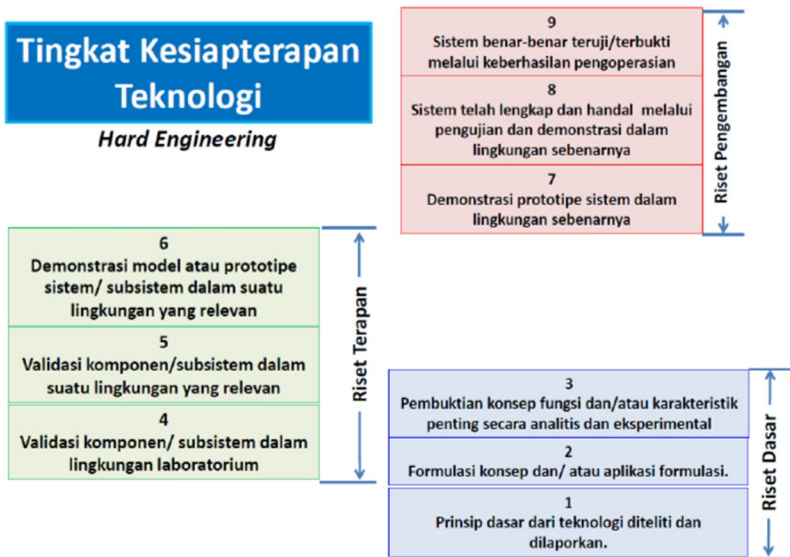 Tingkat Kesiapterapan
Teknologi
Hard Engineering
9
Sistem benar-benar teruji/terbukti
melalui keberhasilan pengoperasian
8
Sistem telah lengkap dan handal melalui
pengujian dan demonstrasi dalam
lingkungan sebenarnya
7
Demonstrasi prototipe sistem dalam
lingkungan sebenarnya
Riset Pengembangan
6
Demonstrasi model atau prototipe
sistem/ subsistem dalam suatu
lingkungan yang relevan
5
Validasi komponen/subsistem dalam
suatu lingkungan yang relevan
4
Validasi komponen/ subsistem dalam
lingkungan laboratorium
Riset Terapan
3
Pembuktian konsep fungsi dan/atau karakteristik
penting secara analitis dan eksperimental
2
Formulasi konsep dan/ atau aplikasi formulasi.
1
Prinsip dasar dari teknologi diteliti dan
dilaporkan.
Riset Dasar